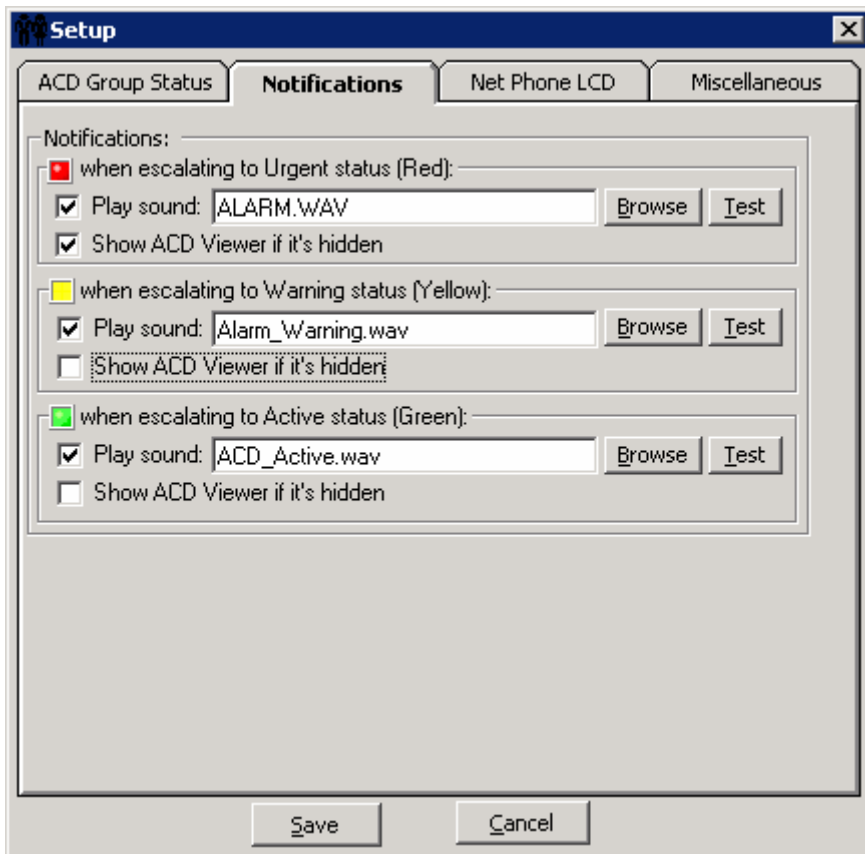 Setup
ACD Group Status Notifications Net Phone LCD Miscellaneous
Notifications:
when escalating to Urgent status (Red):
Play sound: ALARM.WAV Browse Test
Show ACD Viewer if it's hidden
when escalating to Warning status (Yellow):
Play sound: Alarm_Warning.wav Browse Test
Show ACD Viewer if it's hidden
when escalating to Active status (Green):
Play sound: ACD_Active.wav Browse Test
Show ACD Viewer if it's hidden
Save Cancel